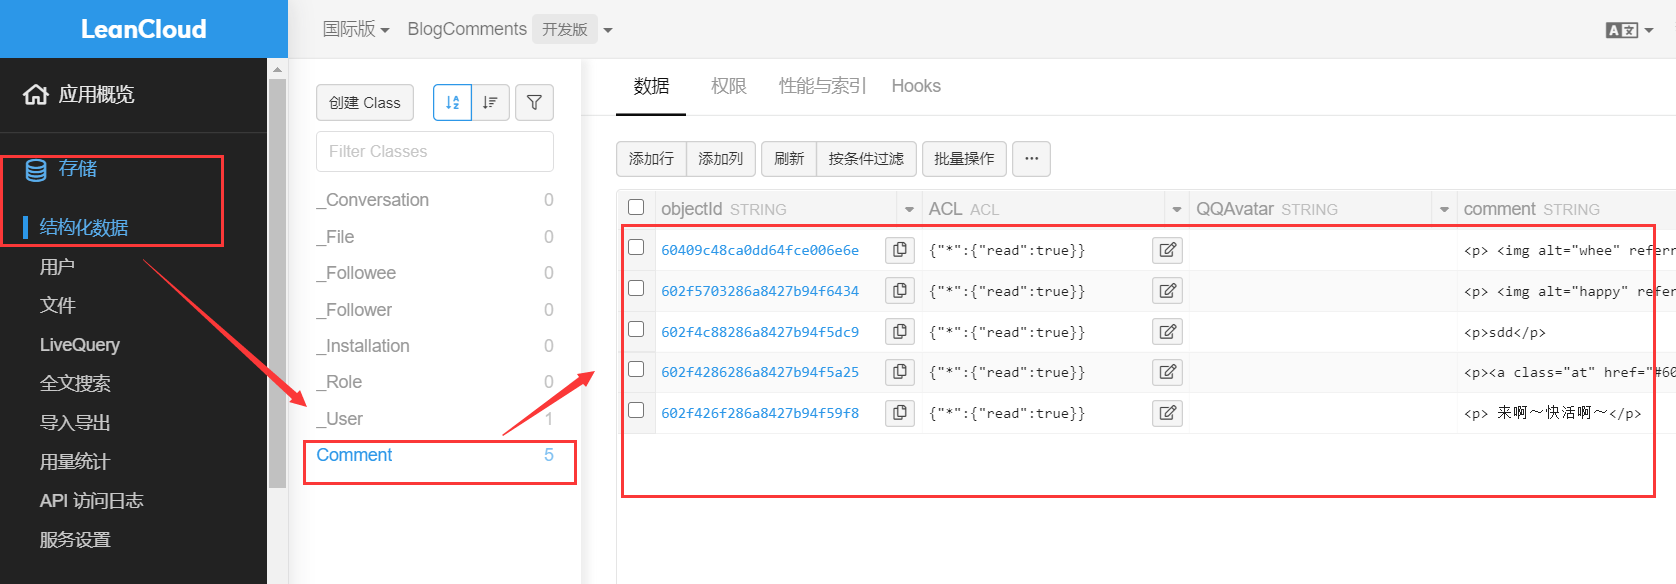 LeanCloud
国际版 BlogComments 开发版
应用概览
存储
结构化数据
用户
文件
LiveQuery
全文搜索
导入导出
用量统计
API 访问日志
服务设置
创建 Class
Filter Classes
_Conversation 0
_File 0
_Followee 0
_Follower 0
_Installation 0
_Role 0
_User 1
Comment 5
数据 权限 性能与索引 Hooks
添加行 添加列 刷新 按条件过滤 批量操作 ...
objectId STRING ACL ACL QQAvatar STRING comment STRING
60409c48ca0dd64fce006e6e {"*":{"read":true}} <p> <img alt="whee" referr
602f5703286a8427b94f6434 {"*":{"read":true}} <p> <img alt="happy" refer
602f4c88286a8427b94f5dc9 {"*":{"read":true}} <p>sdd</p>
602f4286286a8427b94f5a25 {"*":{"read":true}} <p><a class="at" href="#60
602f426f286a8427b94f59f8 {"*":{"read":true}} <p> 来啊～快活啊～</p>